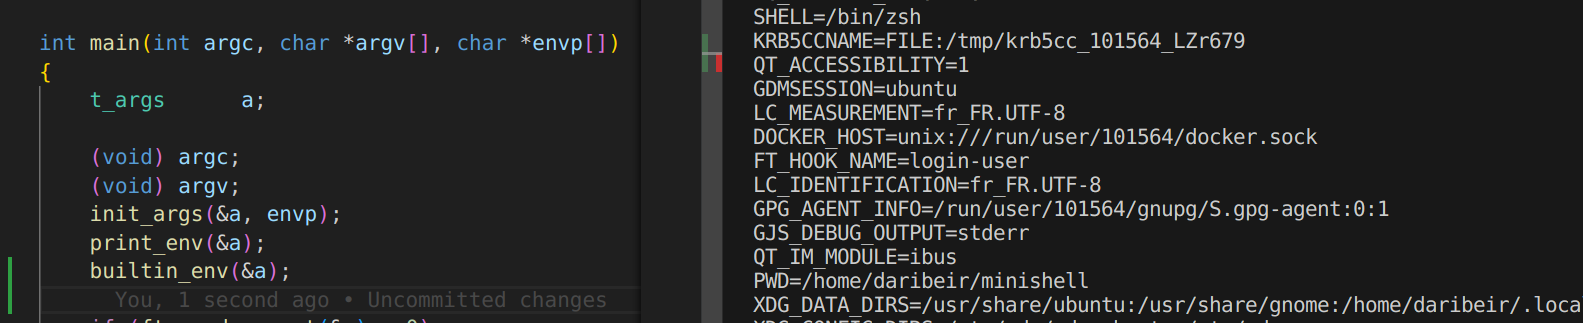 int main(int argc, char *argv[], char *envp[])
{
t_args a;
(void) argc;
(void) argv;
init_args(&a, envp);
print_env(&a);
builtin_env(&a);
You, 1 second ago • Uncommitted changes
SHELL=/bin/zsh
KRB5CCNAME=FILE:/tmp/krb5cc_101564_LZr679
QT_ACCESSIBILITY=1
GDMSESSION=ubuntu
LC_MEASUREMENT=fr_FR.UTF-8
DOCKER_HOST=unix:///run/user/101564/docker.sock
FT_HOOK_NAME=login-user
LC_IDENTIFICATION=fr_FR.UTF-8
GPG_AGENT_INFO=/run/user/101564/gnupg/S.gpg-agent:0:1
GJS_DEBUG_OUTPUT=stderr
QT_IM_MODULE=ibus
PWD=/home/daribeir/minishell
XDG_DATA_DIRS=/usr/share/ubuntu:/usr/share/gnome:/home/daribeir/.loca